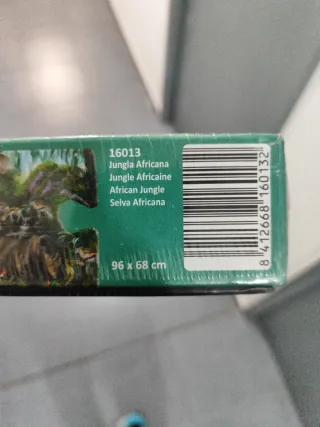 16013
Jungla Africana
Jungle Africaine
African Jungle
Selva Africana
96 x 68 cm
8 412668 160132